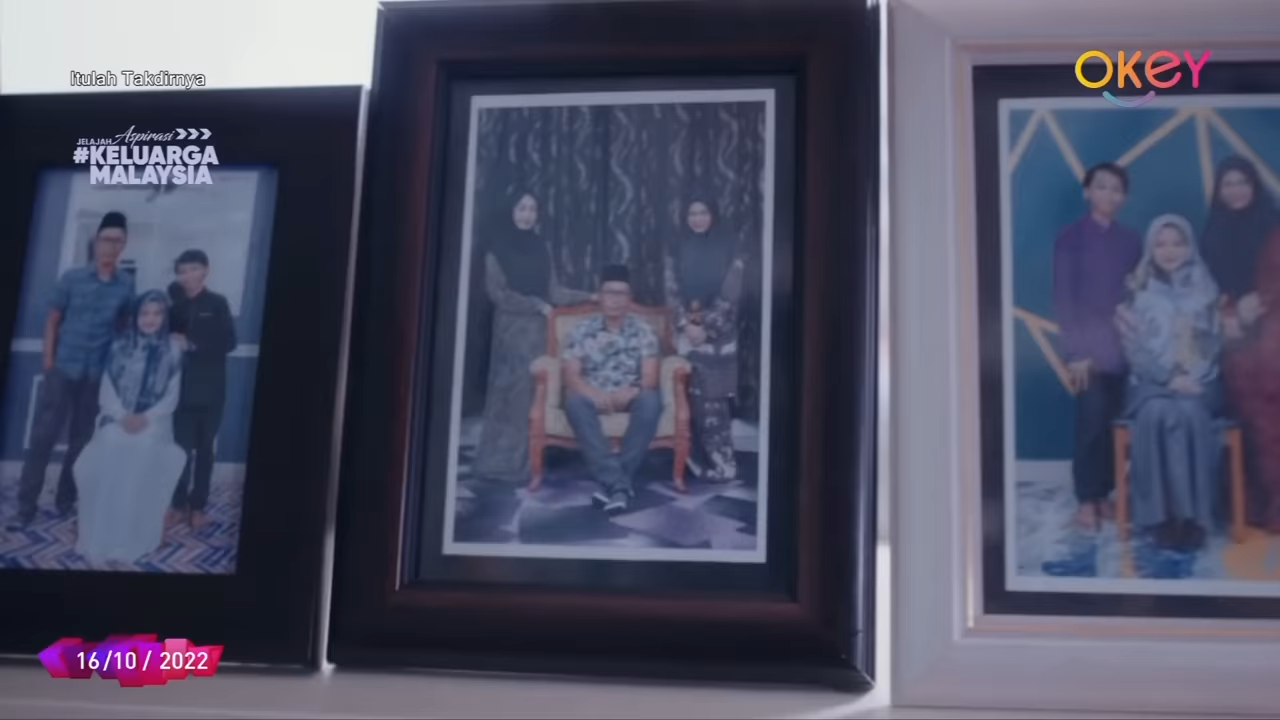 Itulah Takdirnya
OKeY
JELAJAH Aspirasi
#KELUARGA
MALAYSIA
16/10/2022